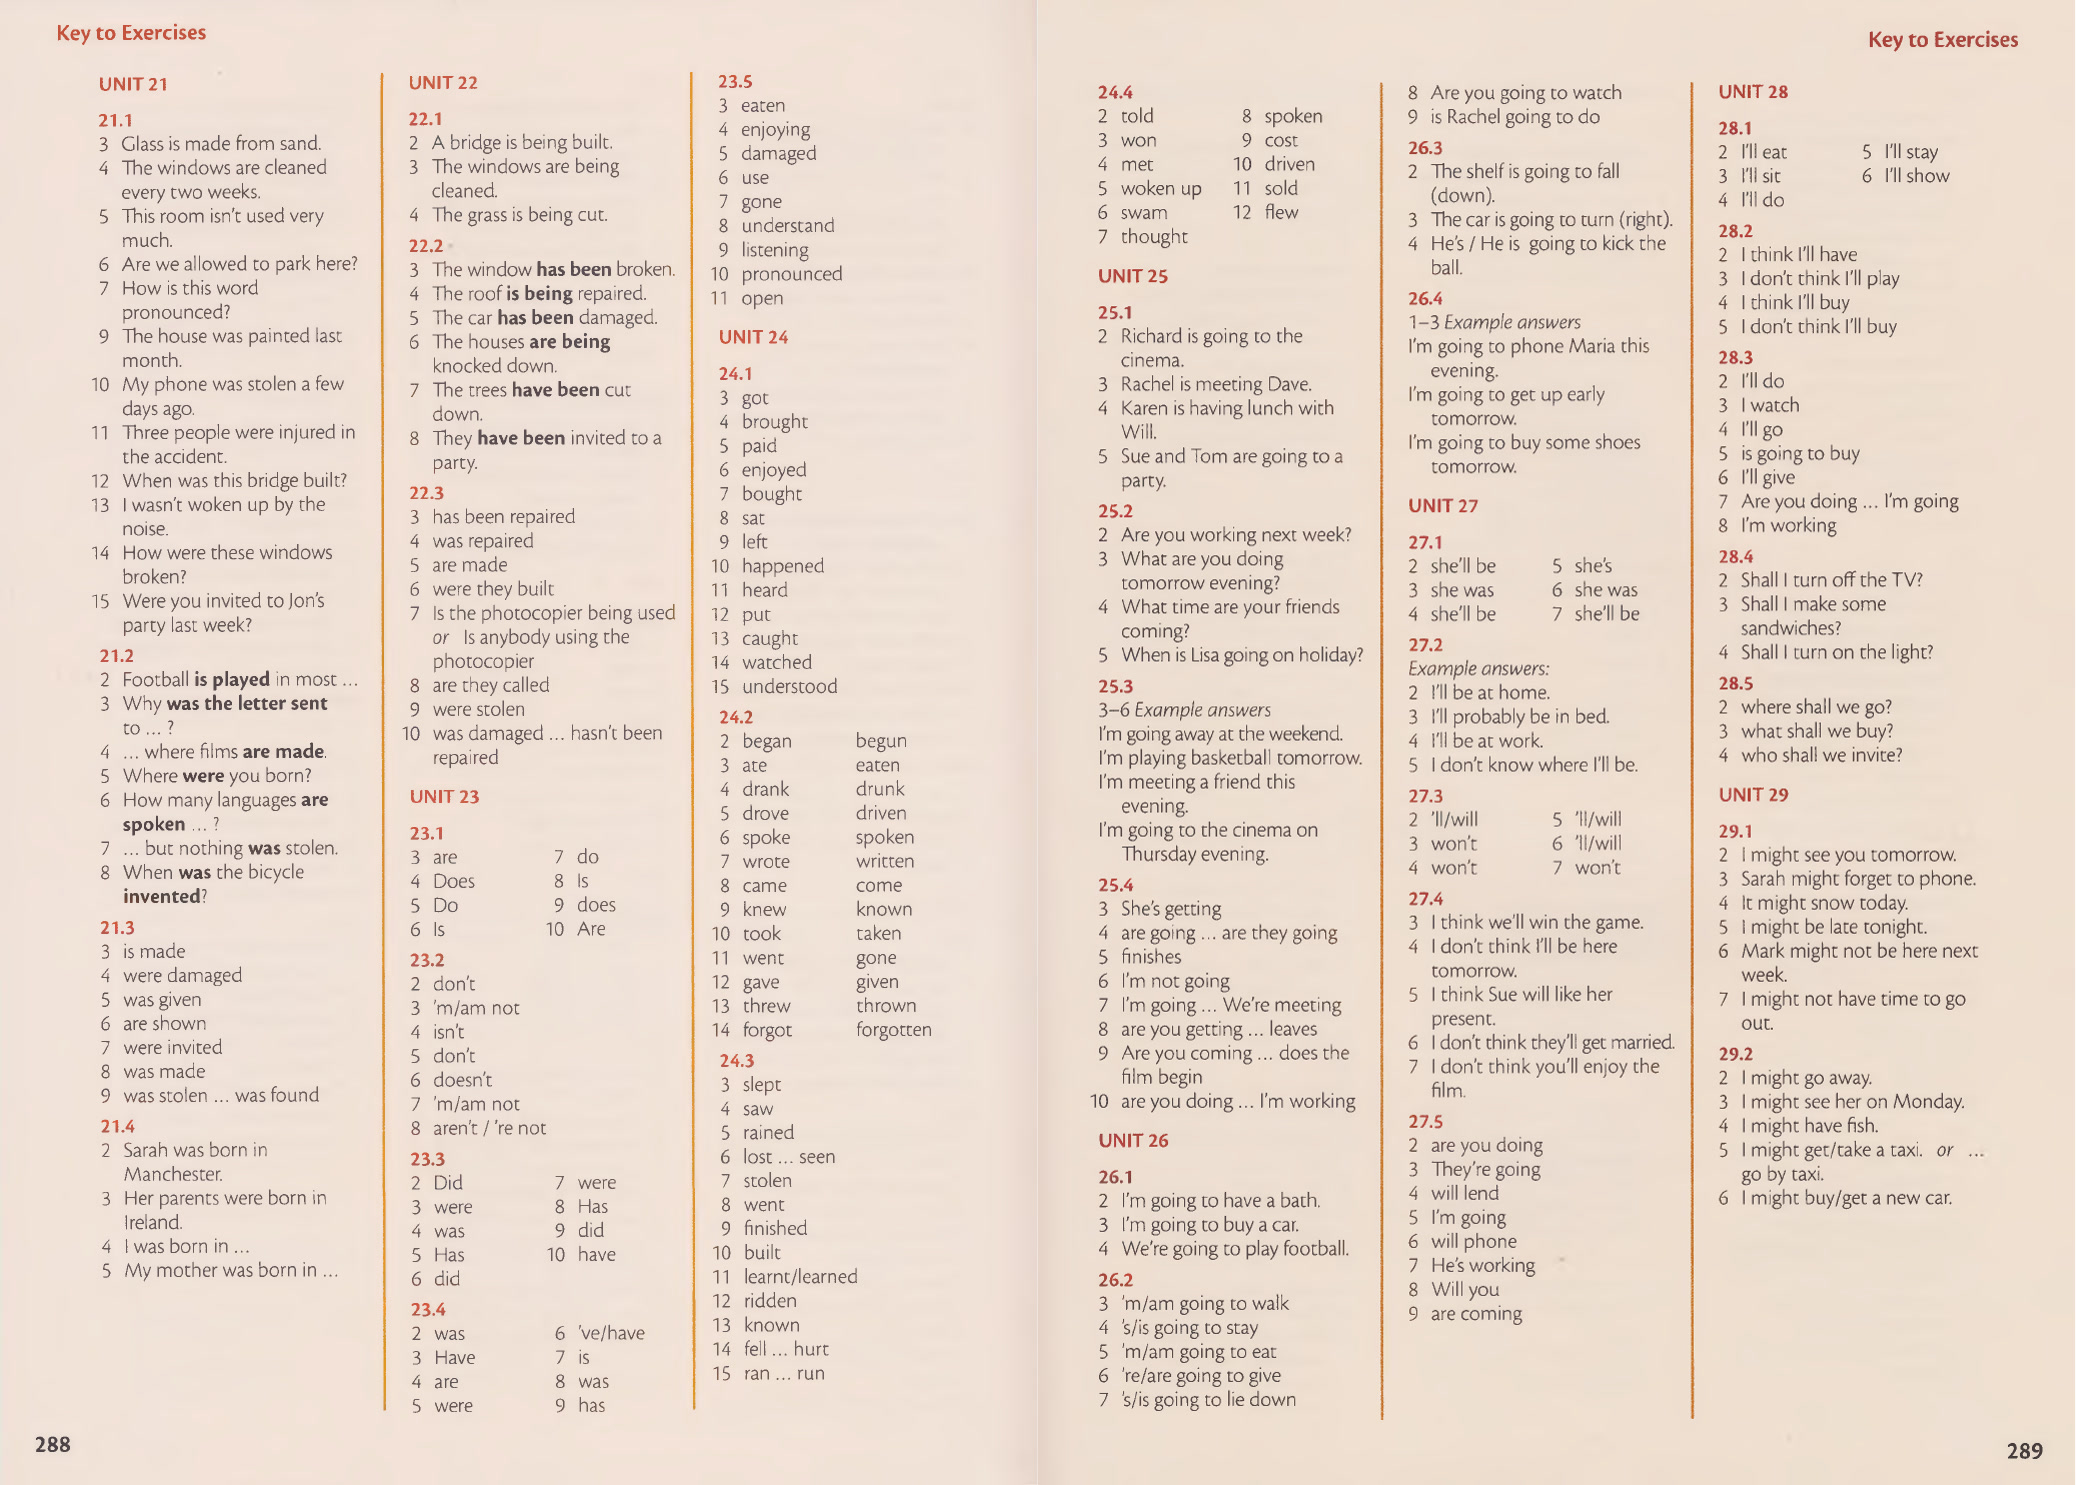 Key to Exercises
UNIT 21
21.1
3 Glass is made from sand.
4 The windows are cleaned
every two weeks.
5 This room isn't used very
much.
6 Are we allowed to park here?
7 How is this word
pronounced?
9 The house was painted last
month.
10 My phone was stolen a few
days ago.
11 Three people were injured in
the accident.
12 When was this bridge built?
13 I wasn't woken up by the
noise.
14 How were these windows
broken?
15 Were you invited to Jon's
party last week?
21.2
2 Football is played in most ...
3 Why was the letter sent
to ... ?
4 ... where films are made.
5 Where were you born?
6 How many languages are
spoken ... ?
7 ... but nothing was stolen.
8 When was the bicycle
invented?
21.3
3 is made
4 were damaged
5 was given
6 are shown
7 were invited
8 was made
9 was stolen ... was found
21.4
2 Sarah was born in
Manchester.
3 Her parents were born in
Ireland.
4 I was born in ...
5 My mother was born in ...
UNIT 22
22.1
2 A bridge is being built.
3 The windows are being
cleaned.
4 The grass is being cut.
22.2
3 The window has been broken.
4 The roof is being repaired.
5 The car has been damaged.
6 The houses are being
knocked down.
7 The trees have been cut
down.
8 They have been invited to a
party.
22.3
3 has been repaired
4 was repaired
5 are made
6 were they built
7 Is the photocopier being used
or Is anybody using the
photocopier
8 are they called
9 were stolen
10 was damaged ... hasn't been
repaired
UNIT 23
23.1
3 are 7 do
4 Does 8 Is
5 Do 9 does
6 Is 10 Are
23.2
2 don't
3 'm/am not
4 isn't
5 don't
6 doesn't
7 'm/am not
8 aren't / 're not
23.3
2 Did 7 were
3 were 8 Has
4 was 9 did
5 Has 10 have
6 did
23.4
2 was 6 've/have
3 Have 7 is
4 are 8 was
5 were 9 has
23.5
3 eaten
4 enjoying
5 damaged
6 use
7 gone
8 understand
9 listening
10 pronounced
11 open
UNIT 24
24.1
3 got
4 brought
5 paid
6 enjoyed
7 bought
8 sat
9 left
10 happened
11 heard
12 put
13 caught
14 watched
15 understood
24.2
2 began begun
3 ate eaten
4 drank drunk
5 drove driven
6 spoke spoken
7 wrote written
8 came come
9 knew known
10 took taken
11 went gone
12 gave given
13 threw thrown
14 forgot forgotten
24.3
3 slept
4 saw
5 rained
6 lost ... seen
7 stolen
8 went
9 finished
10 built
11 learnt/learned
12 ridden
13 known
14 fell ... hurt
15 ran ... run
288
Key to Exercises
24.4
2 told 8 spoken
3 won 9 cost
4 met 10 driven
5 woken up 11 sold
6 swam 12 flew
7 thought
UNIT 25
25.1
2 Richard is going to the
cinema.
3 Rachel is meeting Dave.
4 Karen is having lunch with
Will.
5 Sue and Tom are going to a
party.
25.2
2 Are you working next week?
3 What are you doing
tomorrow evening?
4 What time are your friends
coming?
5 When is Lisa going on holiday?
25.3
3–6 Example answers
I'm going away at the weekend.
I'm playing basketball tomorrow.
I'm meeting a friend this
evening.
I'm going to the cinema on
Thursday evening.
25.4
3 She's getting
4 are going ... are they going
5 finishes
6 I'm not going
7 I'm going ... We're meeting
8 are you getting ... leaves
9 Are you coming ... does the
film begin
10 are you doing ... I'm working
UNIT 26
26.1
2 I'm going to have a bath.
3 I'm going to buy a car.
4 We're going to play football.
26.2
3 'm/am going to walk
4 's/is going to stay
5 'm/am going to eat
6 're/are going to give
7 's/is going to lie down
8 Are you going to watch
9 is Rachel going to do
26.3
2 The shelf is going to fall
(down).
3 The car is going to turn (right).
4 He's / He is going to kick the
ball.
26.4
1–3 Example answers
I'm going to phone Maria this
evening.
I'm going to get up early
tomorrow.
I'm going to buy some shoes
tomorrow.
UNIT 27
27.1
2 she'll be 5 she's
3 she was 6 she was
4 she'll be 7 she'll be
27.2
Example answers:
2 I'll be at home.
3 I'll probably be in bed.
4 I'll be at work.
5 I don't know where I'll be.
27.3
2 'll/will 5 'll/will
3 won't 6 'll/will
4 won't 7 won't
27.4
3 I think we'll win the game.
4 I don't think I'll be here
tomorrow.
5 I think Sue will like her
present.
6 I don't think they'll get married.
7 I don't think you'll enjoy the
film.
27.5
2 are you doing
3 They're going
4 will lend
5 I'm going
6 will phone
7 He's working
8 Will you
9 are coming
UNIT 28
28.1
2 I'll eat 5 I'll stay
3 I'll sit 6 I'll show
4 I'll do
28.2
2 I think I'll have
3 I don't think I'll play
4 I think I'll buy
5 I don't think I'll buy
28.3
2 I'll do
3 I watch
4 I'll go
5 is going to buy
6 I'll give
7 Are you doing ... I'm going
8 I'm working
28.4
2 Shall I turn off the TV?
3 Shall I make some
sandwiches?
4 Shall I turn on the light?
28.5
2 where shall we go?
3 what shall we buy?
4 who shall we invite?
UNIT 29
29.1
2 I might see you tomorrow.
3 Sarah might forget to phone.
4 It might snow today.
5 I might be late tonight.
6 Mark might not be here next
week.
7 I might not have time to go
out.
29.2
2 I might go away.
3 I might see her on Monday.
4 I might have fish.
5 I might get/take a taxi. or ...
go by taxi.
6 I might buy/get a new car.
289